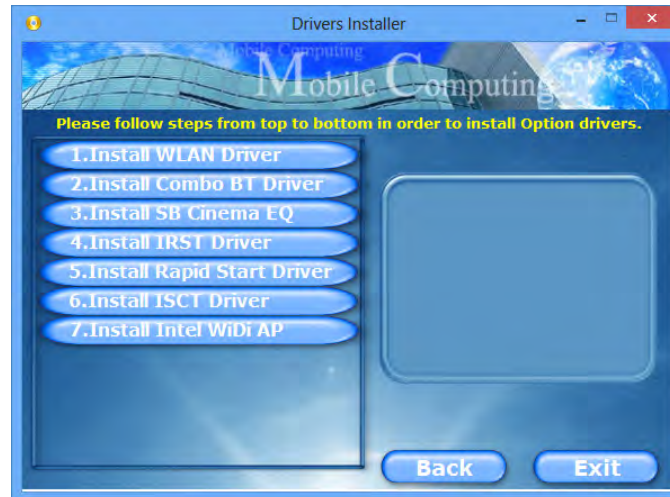 Drivers Installer
Mobile Computing
Mobile Computing
Please follow steps from top to bottom in order to install Option drivers.
1.Install WLAN Driver
2.Install Combo BT Driver
3.Install SB Cinema EQ
4.Install IRST Driver
5.Install Rapid Start Driver
6.Install ISCT Driver
7.Install Intel WiDi AP
Back
Exit